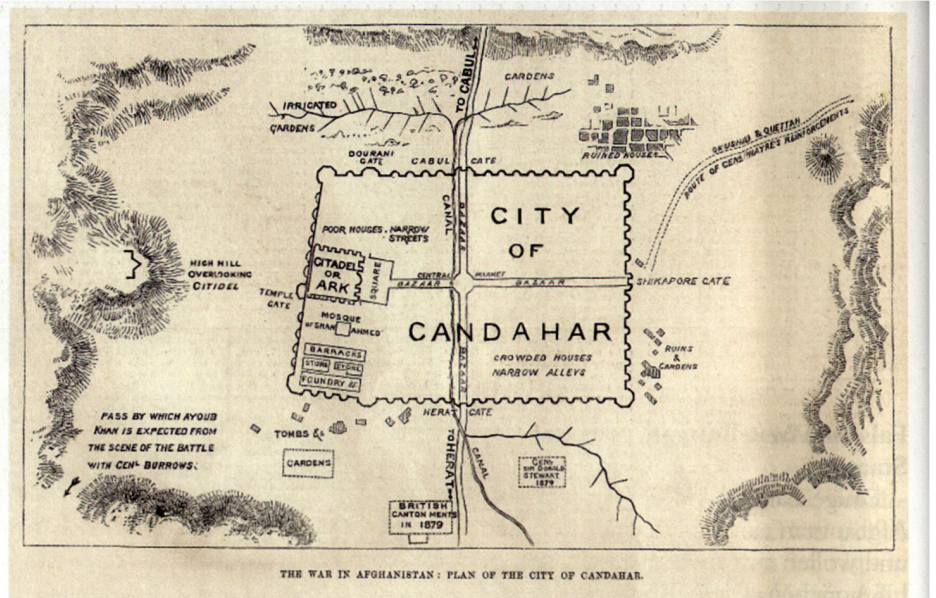 TO CABUL
GARDENS
IRRIGATED
GARDENS
RUINED HOUSES
& QUETTAH
ROUTE OF GENL PHAYRE'S REINFORCEMENTS
DOURANI
GATE
CABUL GATE
CANAL
BAZAAR
CITY
OF
CANDAHAR
POOR HOUSES. NARROW
STREETS
CITADEL
OR
ARK
SQUARE
HIGH HILL
OVERLOOKING
CITIDEL
TEMPLE
GATE
CENTRAL MARKET
BAZAAR
BAZAAR
SHIKAPORE GATE
MOSQUE
OF SHAH AHMED
BARRACKS
STORE
FOUNDRY &c
BAZAAR
CROWDED HOUSES
NARROW ALLEYS
RUINS
&
GARDENS
HERAT GATE
PASS BY WHICH AYOUB
KHAN IS EXPECTED FROM
THE SCENE OF THE BATTLE
WITH GENL BURROWS.
TOMBS &c
GARDENS
TO HERAT
CANAL
GENL
SIR DONALD
STEWART
1879
BRITISH
CANTONMENTS
IN 1879
THE WAR IN AFGHANISTAN: PLAN OF THE CITY OF CANDAHAR.